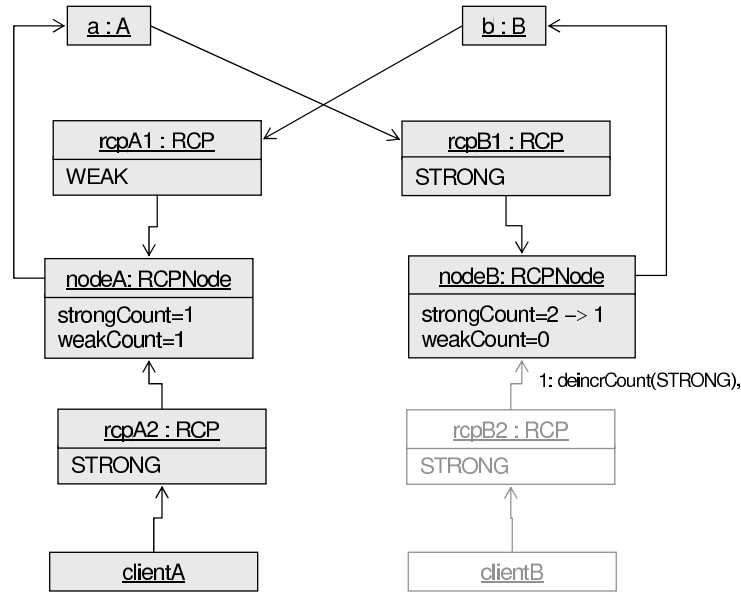 a : A
b : B
rcpA1 : RCP
WEAK
rcpB1 : RCP
STRONG
nodeA: RCPNode
strongCount=1
weakCount=1
nodeB: RCPNode
strongCount=2 -> 1
weakCount=0
1: deincrCount(STRONG),
rcpA2 : RCP
STRONG
rcpB2 : RCP
STRONG
clientA
clientB